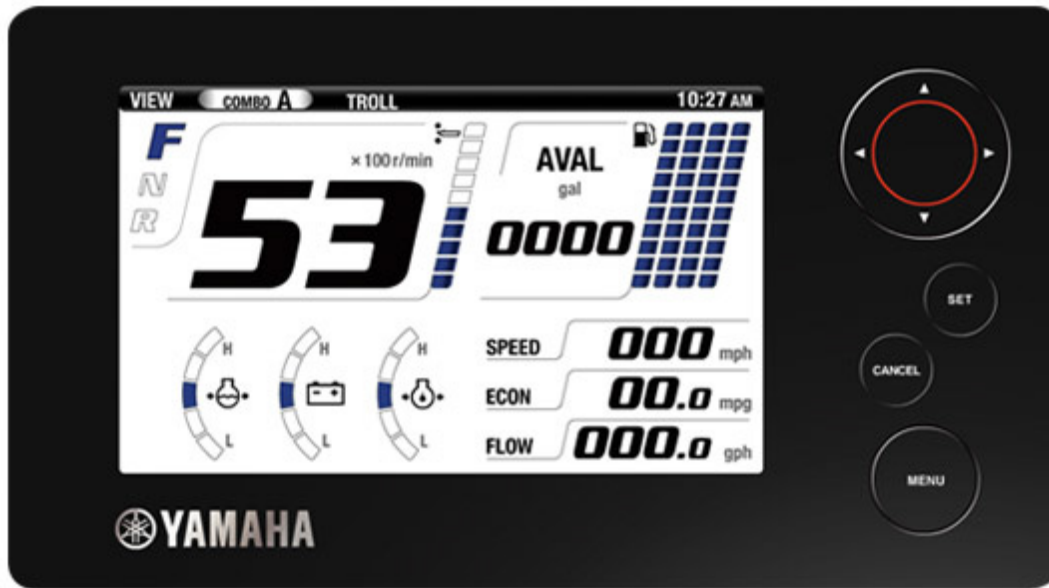 VIEW COMBO A TROLL 10:27 AM
F
N
R
×100 r/min
53
AVAL
gal
0000
H
L
H
L
H
L
SPEED 000 mph
ECON 00.0 mpg
FLOW 000.0 gph
SET
CANCEL
MENU
YAMAHA